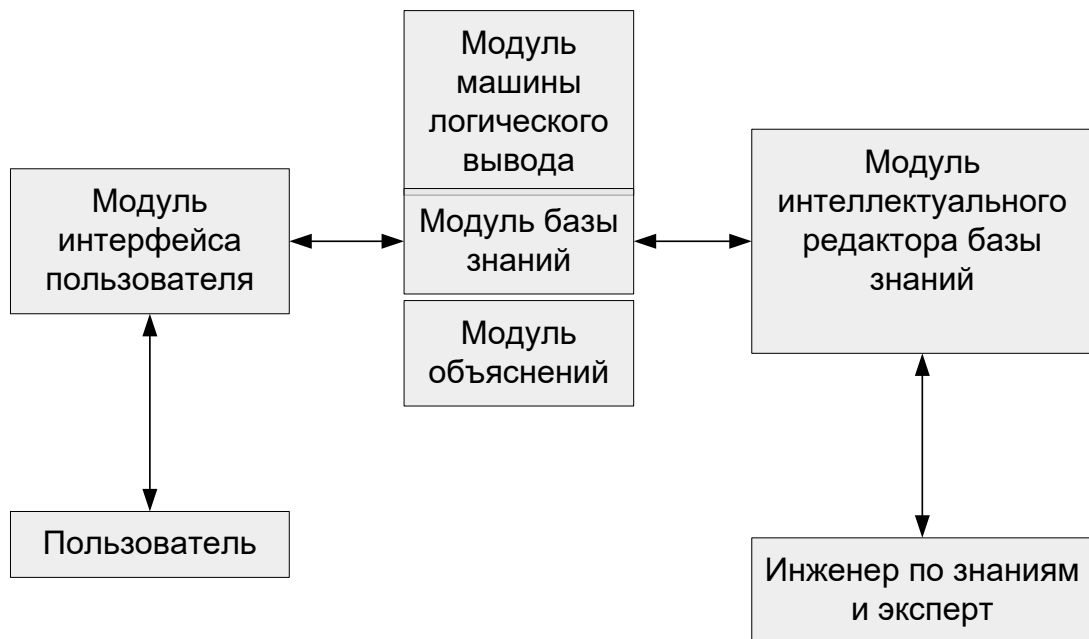 Модуль
машины
логического
вывода
Модуль
интерфейса
пользователя
Модуль базы
знаний
Модуль
интеллектуального
редактора базы
знаний
Модуль
объяснений
Пользователь
Инженер по знаниям
и эксперт